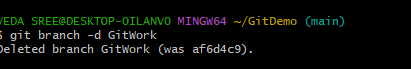 VEDA SREE@DESKTOP-OILANVO MINGW64 ~/GitDemo (main)
$ git branch -d GitWork
Deleted branch GitWork (was af6d4c9).